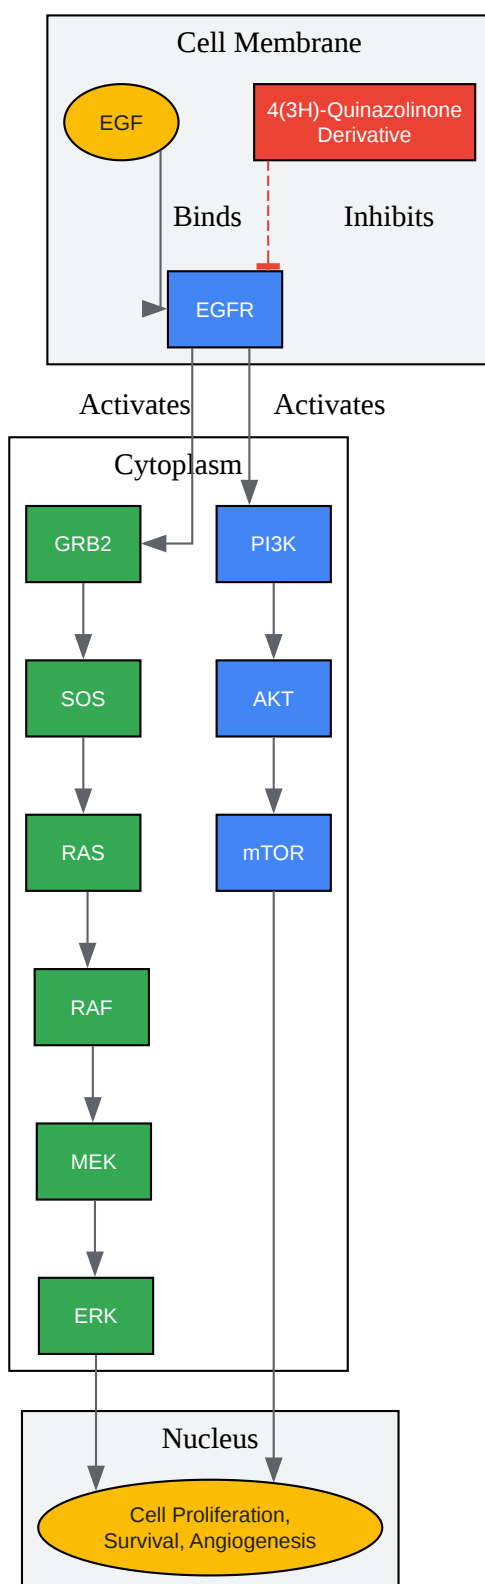 Cell Membrane
EGF
4(3H)-Quinazolinone
Derivative
Binds
Inhibits
EGFR
Activates
Activates
Cytoplasm
GRB2
PI3K
SOS
AKT
RAS
mTOR
RAF
MEK
ERK
Nucleus
Cell Proliferation,
Survival, Angiogenesis